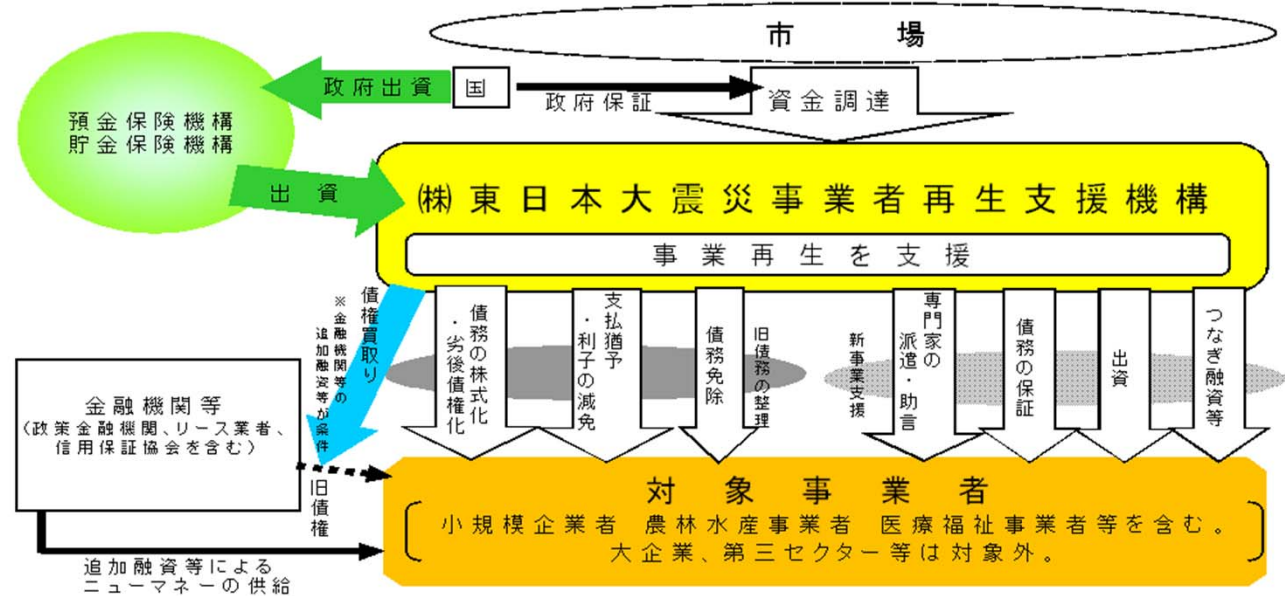 市場
政府出資
国
政府保証
資金調達
預金保険機構
貯金保険機構
出資
㈱東日本大震災事業者再生支援機構
事業再生を支援
債権買取り
※金融機関等の
追加融資等が条件
債務の株式化
・劣後債権化
支払猶予
・利子の減免
債務免除
旧債務の整理
新事業支援
専門家の
派遣・助言
債務の保証
出資
つなぎ融資等
金融機関等
(政策金融機関、リース業者、
信用保証協会を含む)
旧債権
対象事業者
小規模企業者 農林水産事業者 医療福祉事業者等を含む。
大企業、第三セクター等は対象外。
追加融資等による
ニューマネーの供給